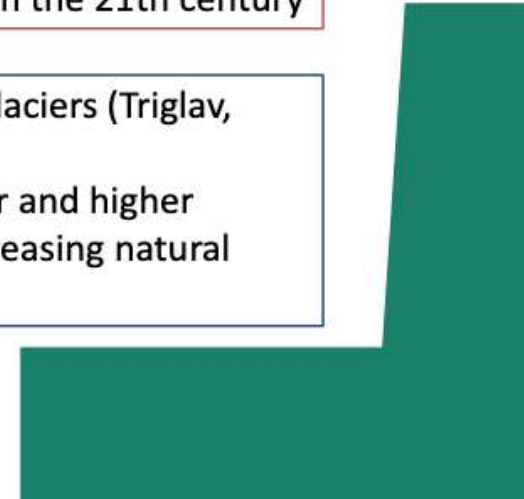 n the 21th century
laciers (Triglav,
r and higher
easing natural